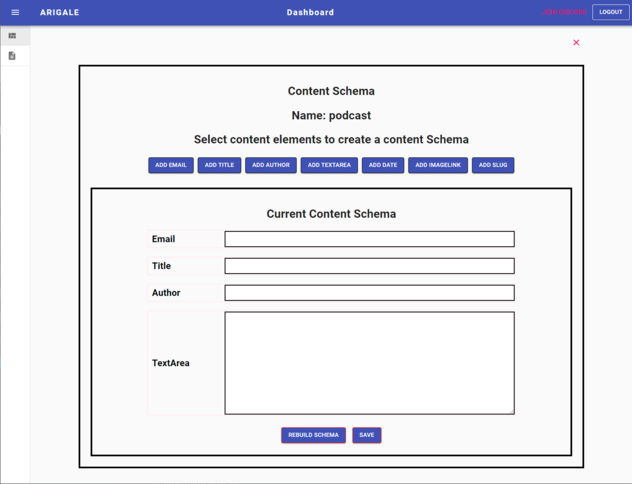 ARIGALE
Dashboard
LOGOUT
Content Schema
Name: podcast
Select content elements to create a content Schema
ADD EMAIL ADD TITLE ADD AUTHOR ADD TEXTAREA ADD DATE ADD IMAGELINK ADD SLUG
Current Content Schema
Email
Title
Author
TextArea
REBUILD SCHEMA SAVE